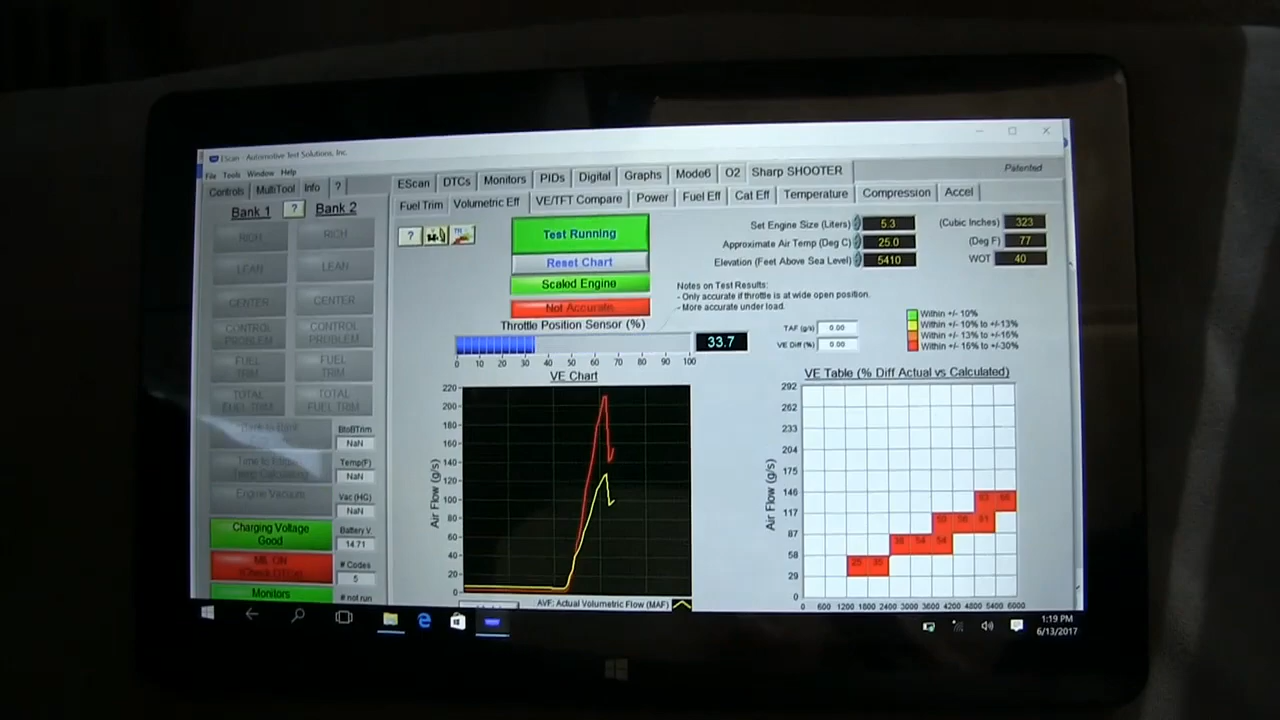 EScan - Automotive Test Solutions, Inc.
File Tools Window Help
Controls MultiTool Info ?
Bank 1 ? Bank 2
RICH RICH
LEAN LEAN
CENTER CENTER
CONTROL PROBLEM CONTROL PROBLEM
FUEL TRIM FUEL TRIM
TOTAL FUEL TRIM TOTAL FUEL TRIM
Bank to Bank
BtoBTrim
NaN
Temp(F)
NaN
Engine Vacuum
Vac (HG)
NaN
Charging Voltage Good
Battery V.
14.71
MIL ON
(Check DTCs)
# Codes
5
Monitors
# not run
EScan DTCs Monitors PIDs Digital Graphs Mode6 O2 Sharp SHOOTER
Patented
Fuel Trim Volumetric Eff VE/TFT Compare Power Fuel Eff Cat Eff Temperature Compression Accel
?
Test Running
Reset Chart
Scaled Engine
Not Accurate
Set Engine Size (Liters) 5.3 (Cubic Inches) 323
Approximate Air Temp (Deg C) 25.0 (Deg F) 77
Elevation (Feet Above Sea Level) 5410 WOT 40
Notes on Test Results:
- Only accurate if throttle is at wide open position.
- More accurate under load.
Throttle Position Sensor (%)
33.7
0 10 20 30 40 50 60 70 80 90 100
TAF (g/s) 0.00
VE Diff (%) 0.00
Within +/- 10%
Within +/- 10% to +/-13%
Within +/- 13% to +/-16%
Within +/- 16% to +/-30%
VE Chart
220
200
180
160
140
120
100
80
60
40
20
0
Air Flow (g/s)
AVF: Actual Volumetric Flow (MAF)
VE Table (% Diff Actual vs Calculated)
292
262
233
204
175
146
117
87
58
29
0
Air Flow (g/s)
0 600 1200 1800 2400 3000 3600 4200 4800 5400 6000
1:19 PM
6/13/2017